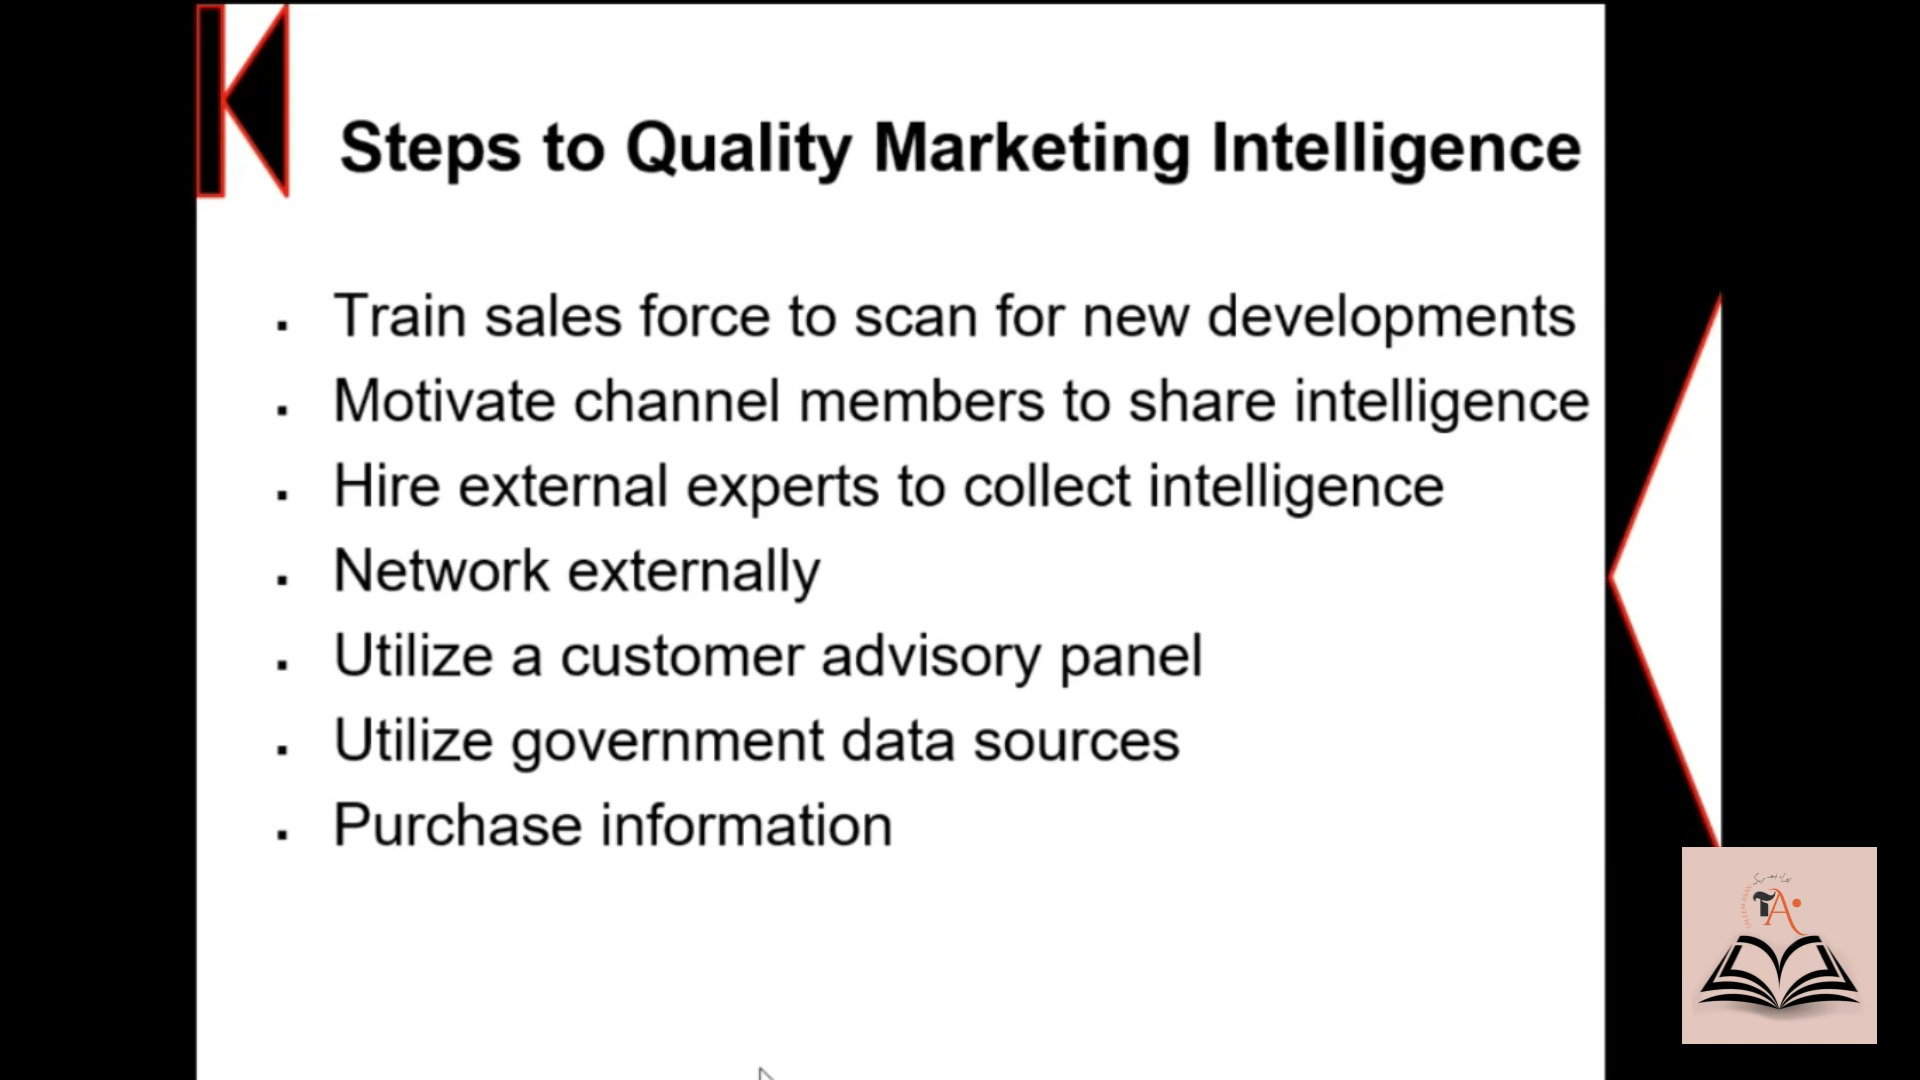 Steps to Quality Marketing Intelligence
▪ Train sales force to scan for new developments
▪ Motivate channel members to share intelligence
▪ Hire external experts to collect intelligence
▪ Network externally
▪ Utilize a customer advisory panel
▪ Utilize government data sources
▪ Purchase information
TA